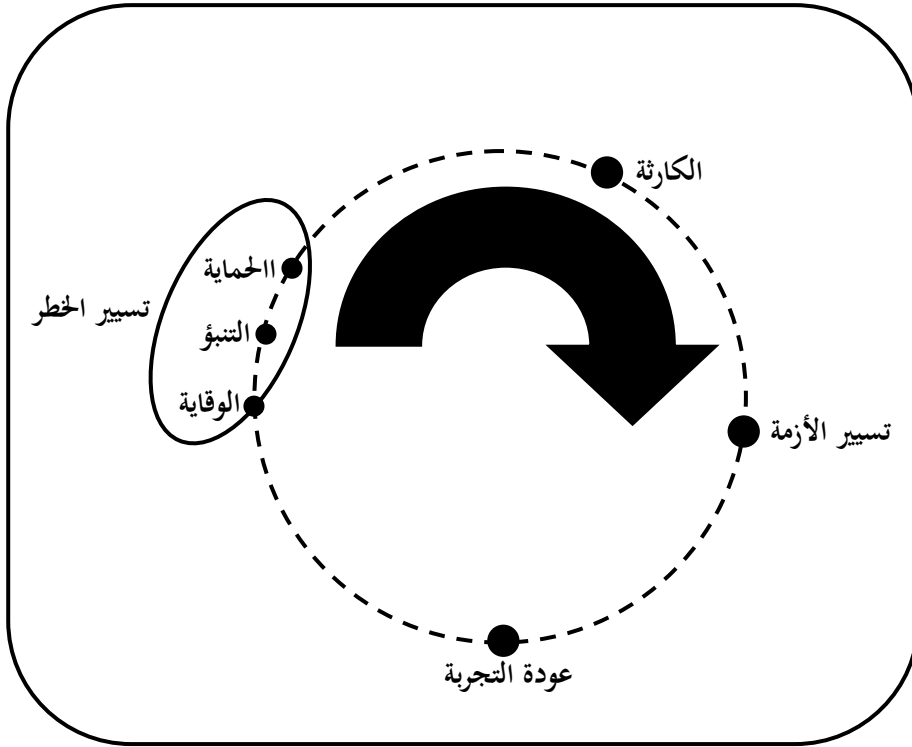 الكارثة
االحماية
تسيير الخطر
التنبؤ
الوقاية
تسيير الأزمة
عودة التجربة